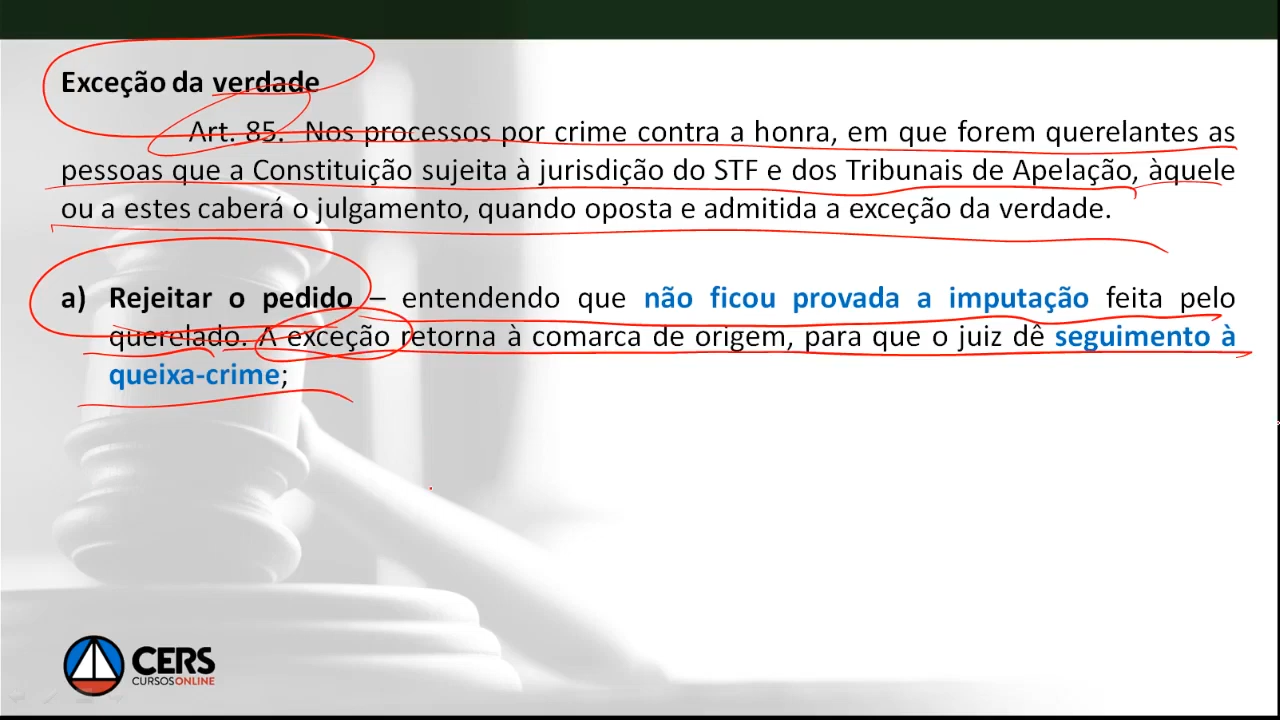 Exceção da verdade
Art. 85. Nos processos por crime contra a honra, em que forem querelantes as
pessoas que a Constituição sujeita à jurisdição do STF e dos Tribunais de Apelação, àquele
ou a estes caberá o julgamento, quando oposta e admitida a exceção da verdade.
a) Rejeitar o pedido – entendendo que não ficou provada a imputação feita pelo
querelado. A exceção retorna à comarca de origem, para que o juiz dê seguimento à
queixa-crime;
CERS
CURSOS ONLINE